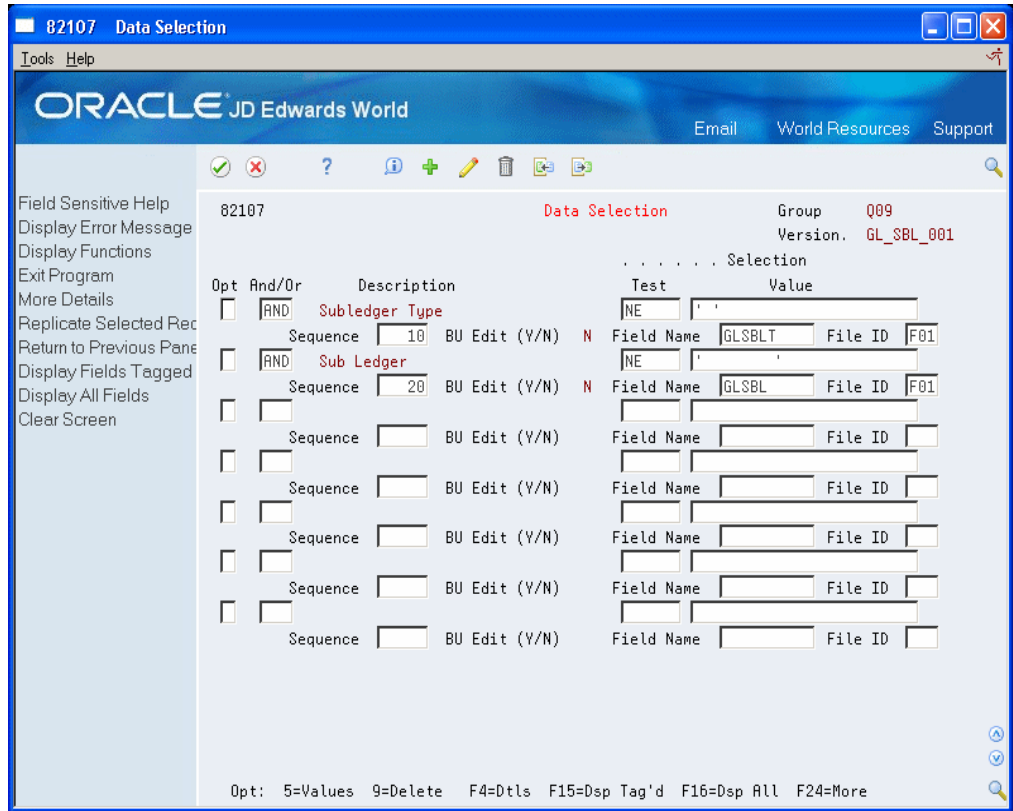 82107 Data Selection
Tools Help
ORACLE JD Edwards World
Email World Resources Support
?
Field Sensitive Help
Display Error Message
Display Functions
Exit Program
More Details
Replicate Selected Rec
Return to Previous Pane
Display Fields Tagged
Display All Fields
Clear Screen
82107 Data Selection Group Q09
Version. GL_SBL_001
. . . . . . Selection
Opt And/Or Description Test Value
AND Subledger Type NE ' '
Sequence 10 BU Edit (Y/N) N Field Name GLSBLT File ID F01
AND Sub Ledger NE ' '
Sequence 20 BU Edit (Y/N) N Field Name GLSBL File ID F01
Sequence BU Edit (Y/N) Field Name File ID
Sequence BU Edit (Y/N) Field Name File ID
Sequence BU Edit (Y/N) Field Name File ID
Sequence BU Edit (Y/N) Field Name File ID
Sequence BU Edit (Y/N) Field Name File ID
Opt: 5=Values 9=Delete F4=Dtls F15=Dsp Tag'd F16=Dsp All F24=More